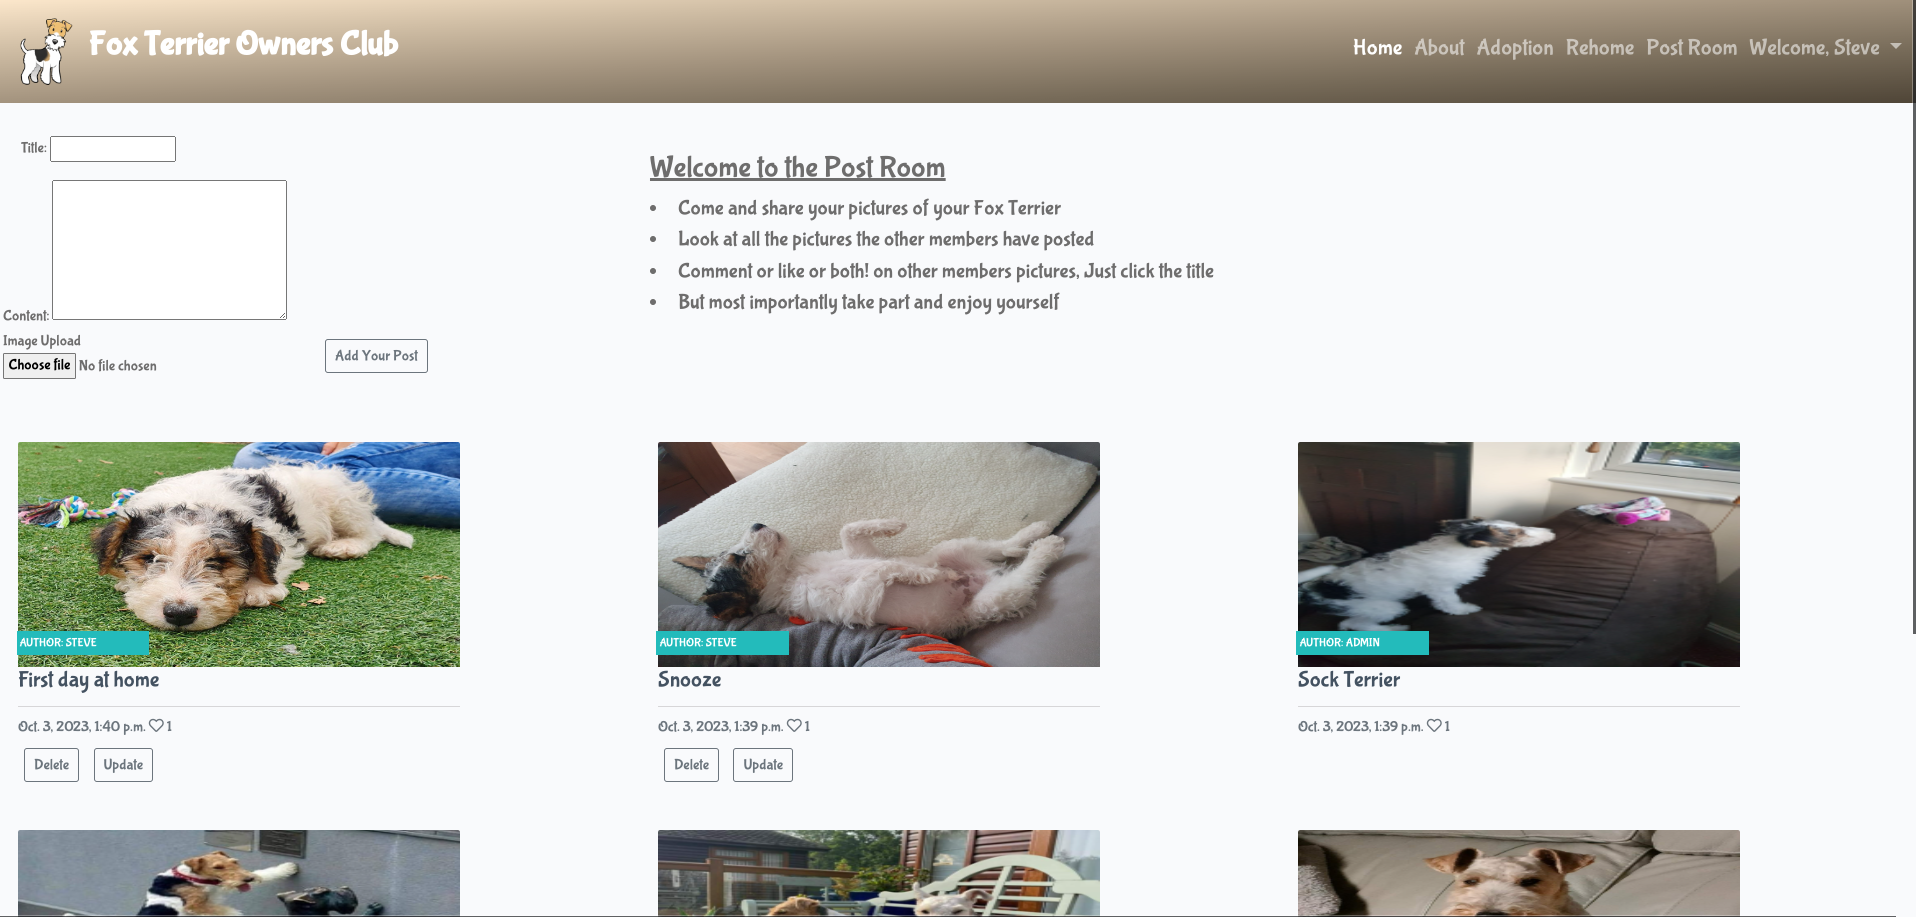 Fox Terrier Owners Club
Home About Adoption Rehome Post Room Welcome, Steve
Title:
Content:
Image Upload
Choose file No file chosen
Add Your Post
Welcome to the Post Room
• Come and share your pictures of your Fox Terrier
• Look at all the pictures the other members have posted
• Comment or like or both! on other members pictures, Just click the title
• But most importantly take part and enjoy yourself
AUTHOR: STEVE
First day at home
Oct. 3, 2023, 1:40 p.m. 1
Delete Update
AUTHOR: STEVE
Snooze
Oct. 3, 2023, 1:39 p.m. 1
Delete Update
AUTHOR: ADMIN
Sock Terrier
Oct. 3, 2023, 1:39 p.m. 1